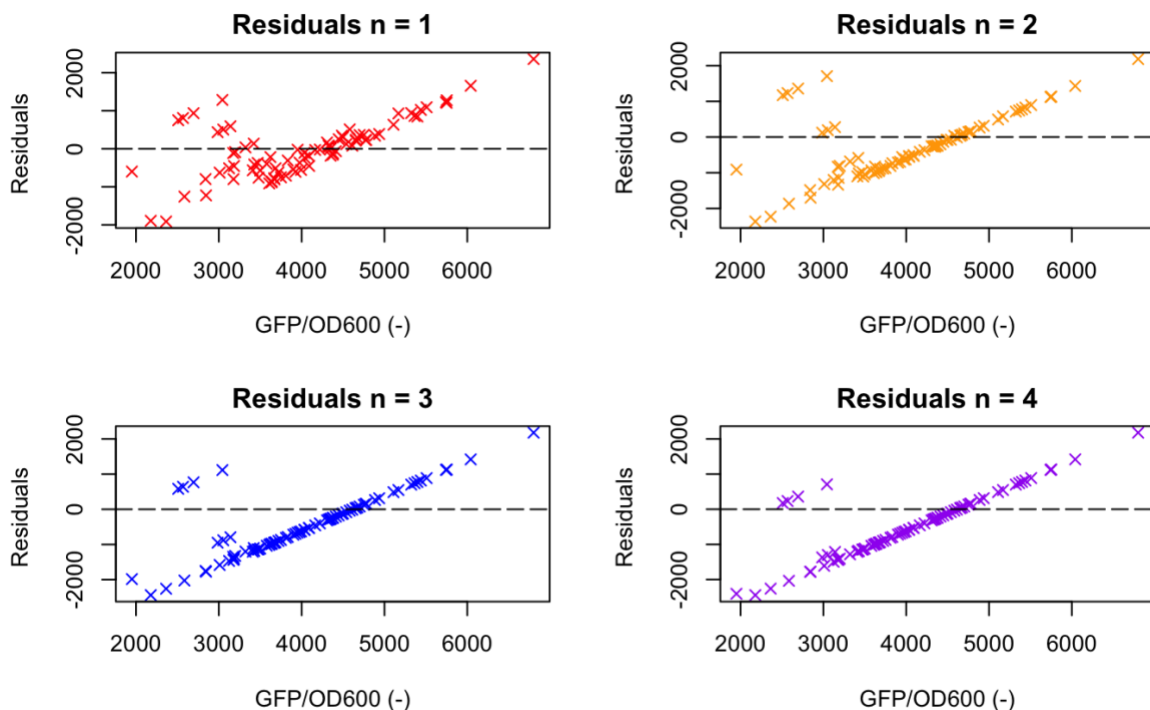 Residuals n = 1
Residuals
2000
0
-2000
2000 3000 4000 5000 6000
GFP/OD600 (-)
Residuals n = 2
Residuals
2000
0
-2000
2000 3000 4000 5000 6000
GFP/OD600 (-)
Residuals n = 3
Residuals
2000
0
-2000
2000 3000 4000 5000 6000
GFP/OD600 (-)
Residuals n = 4
Residuals
2000
0
-2000
2000 3000 4000 5000 6000
GFP/OD600 (-)